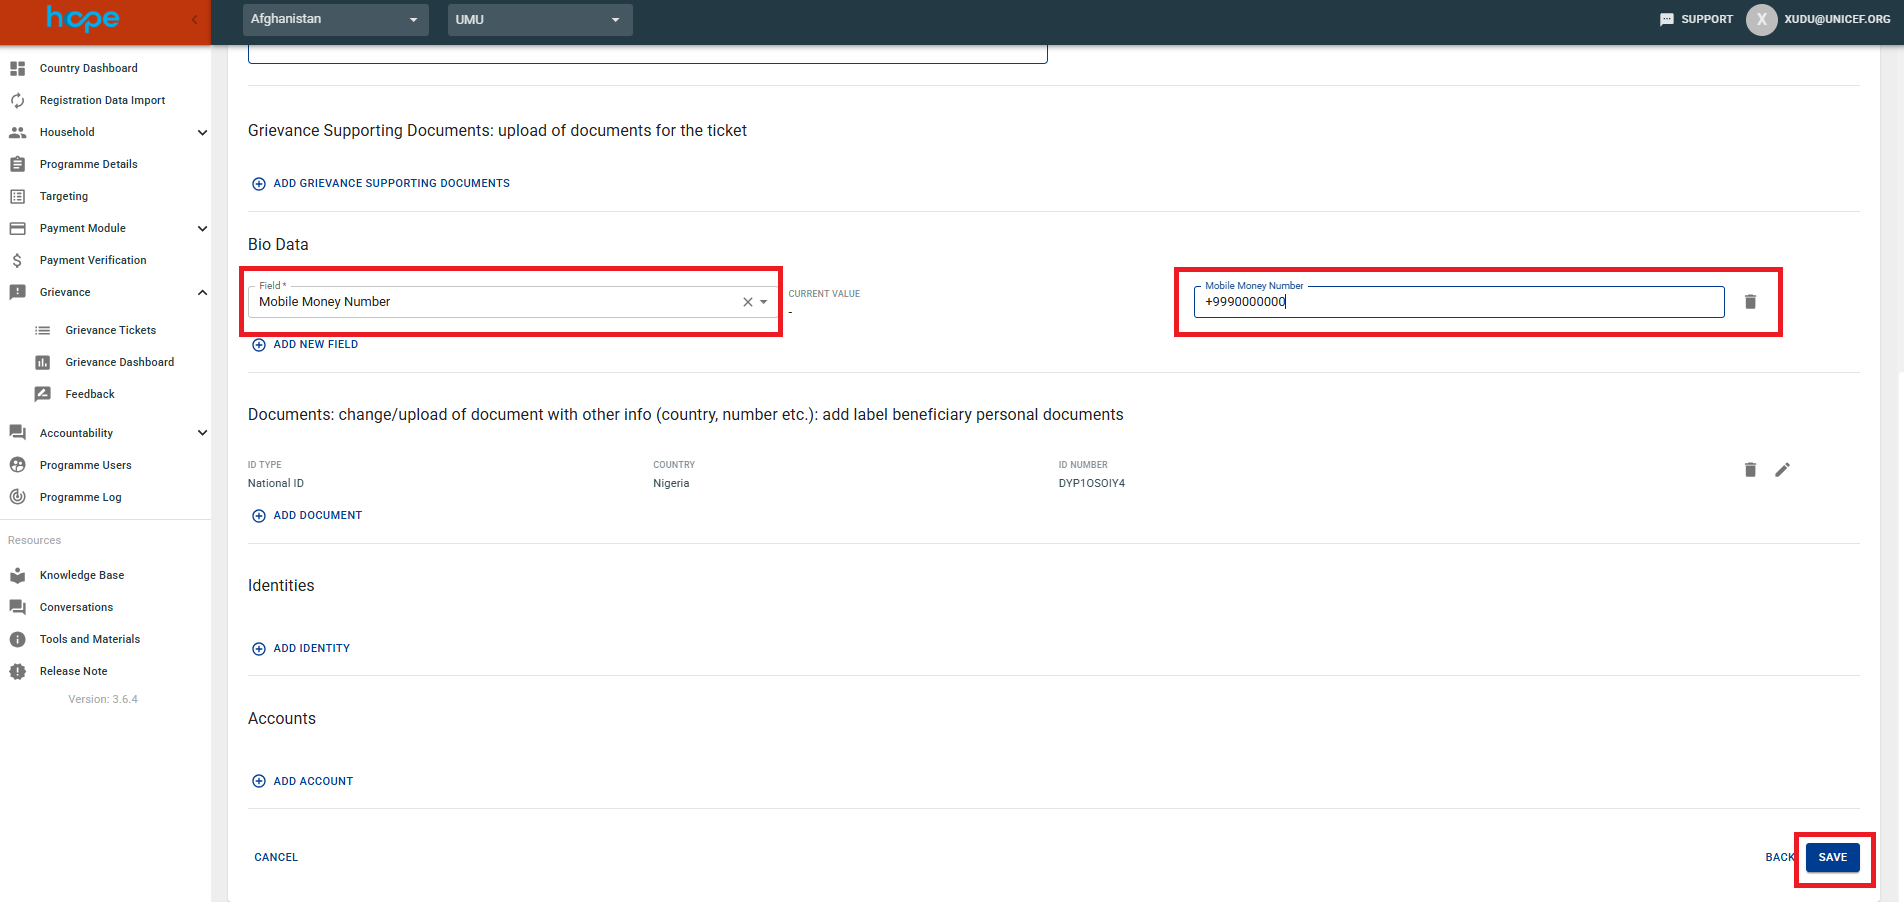 hope
Afghanistan
UMU
SUPPORT
X
XUDU@UNICEF.ORG
Country Dashboard
Registration Data Import
Household
Programme Details
Targeting
Payment Module
Payment Verification
Grievance
Grievance Tickets
Grievance Dashboard
Feedback
Accountability
Programme Users
Programme Log
Resources
Knowledge Base
Conversations
Tools and Materials
Release Note
Version: 3.6.4
Grievance Supporting Documents: upload of documents for the ticket
ADD GRIEVANCE SUPPORTING DOCUMENTS
Bio Data
Field *
Mobile Money Number
CURRENT VALUE
-
Mobile Money Number
+9990000000
ADD NEW FIELD
Documents: change/upload of document with other info (country, number etc.): add label beneficiary personal documents
ID TYPE COUNTRY ID NUMBER
National ID Nigeria DYP1OSOIY4
ADD DOCUMENT
Identities
ADD IDENTITY
Accounts
ADD ACCOUNT
CANCEL
BACK
SAVE